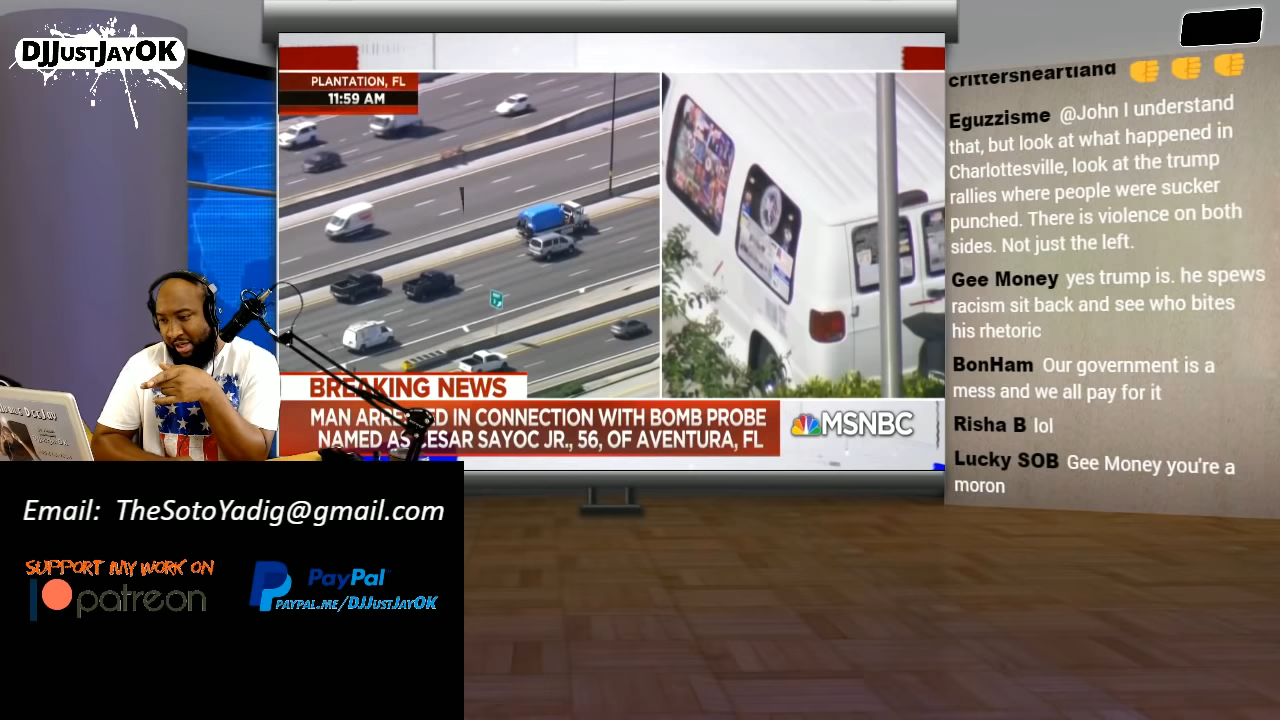 DJJUSTJAYOK
PLANTATION, FL
11:59 AM
BREAKING NEWS
MAN ARRESTED IN CONNECTION WITH BOMB PROBE
NAMED AS CESAR SAYOC JR., 56, OF AVENTURA, FL
MSNBC
crittersheartland
Eguzzisme @John I understand
that, but look at what happened in
Charlottesville, look at the trump
rallies where people were sucker
punched. There is violence on both
sides. Not just the left.
Gee Money yes trump is. he spews
racism sit back and see who bites
his rhetoric
BonHam Our government is a
mess and we all pay for it
Risha B lol
Lucky SOB Gee Money you're a
moron
Email: TheSotoYadig@gmail.com
SUPPORT MY WORK ON
patreon
PayPal
PAYPAL.ME/DJJUSTJAYOK